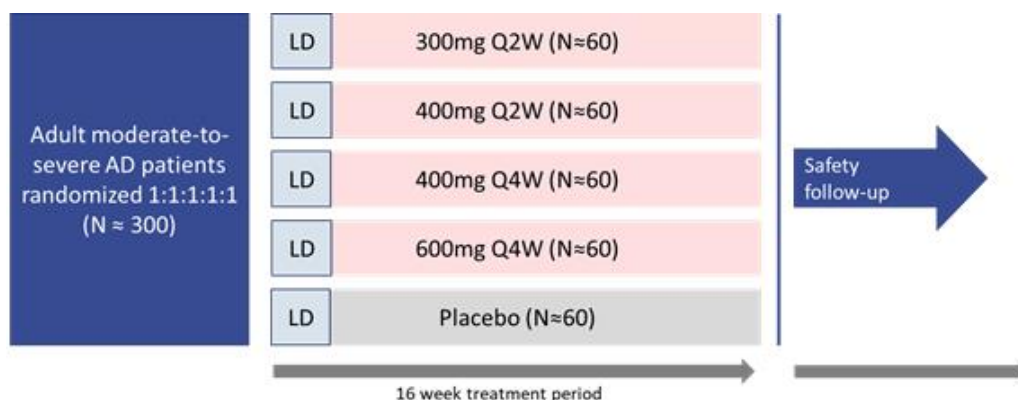 Adult moderate-to-
severe AD patients
randomized 1:1:1:1:1
(N ≈ 300)
LD
300mg Q2W (N≈60)
LD
400mg Q2W (N≈60)
LD
400mg Q4W (N≈60)
LD
600mg Q4W (N≈60)
LD
Placebo (N≈60)
Safety
follow-up
16 week treatment period